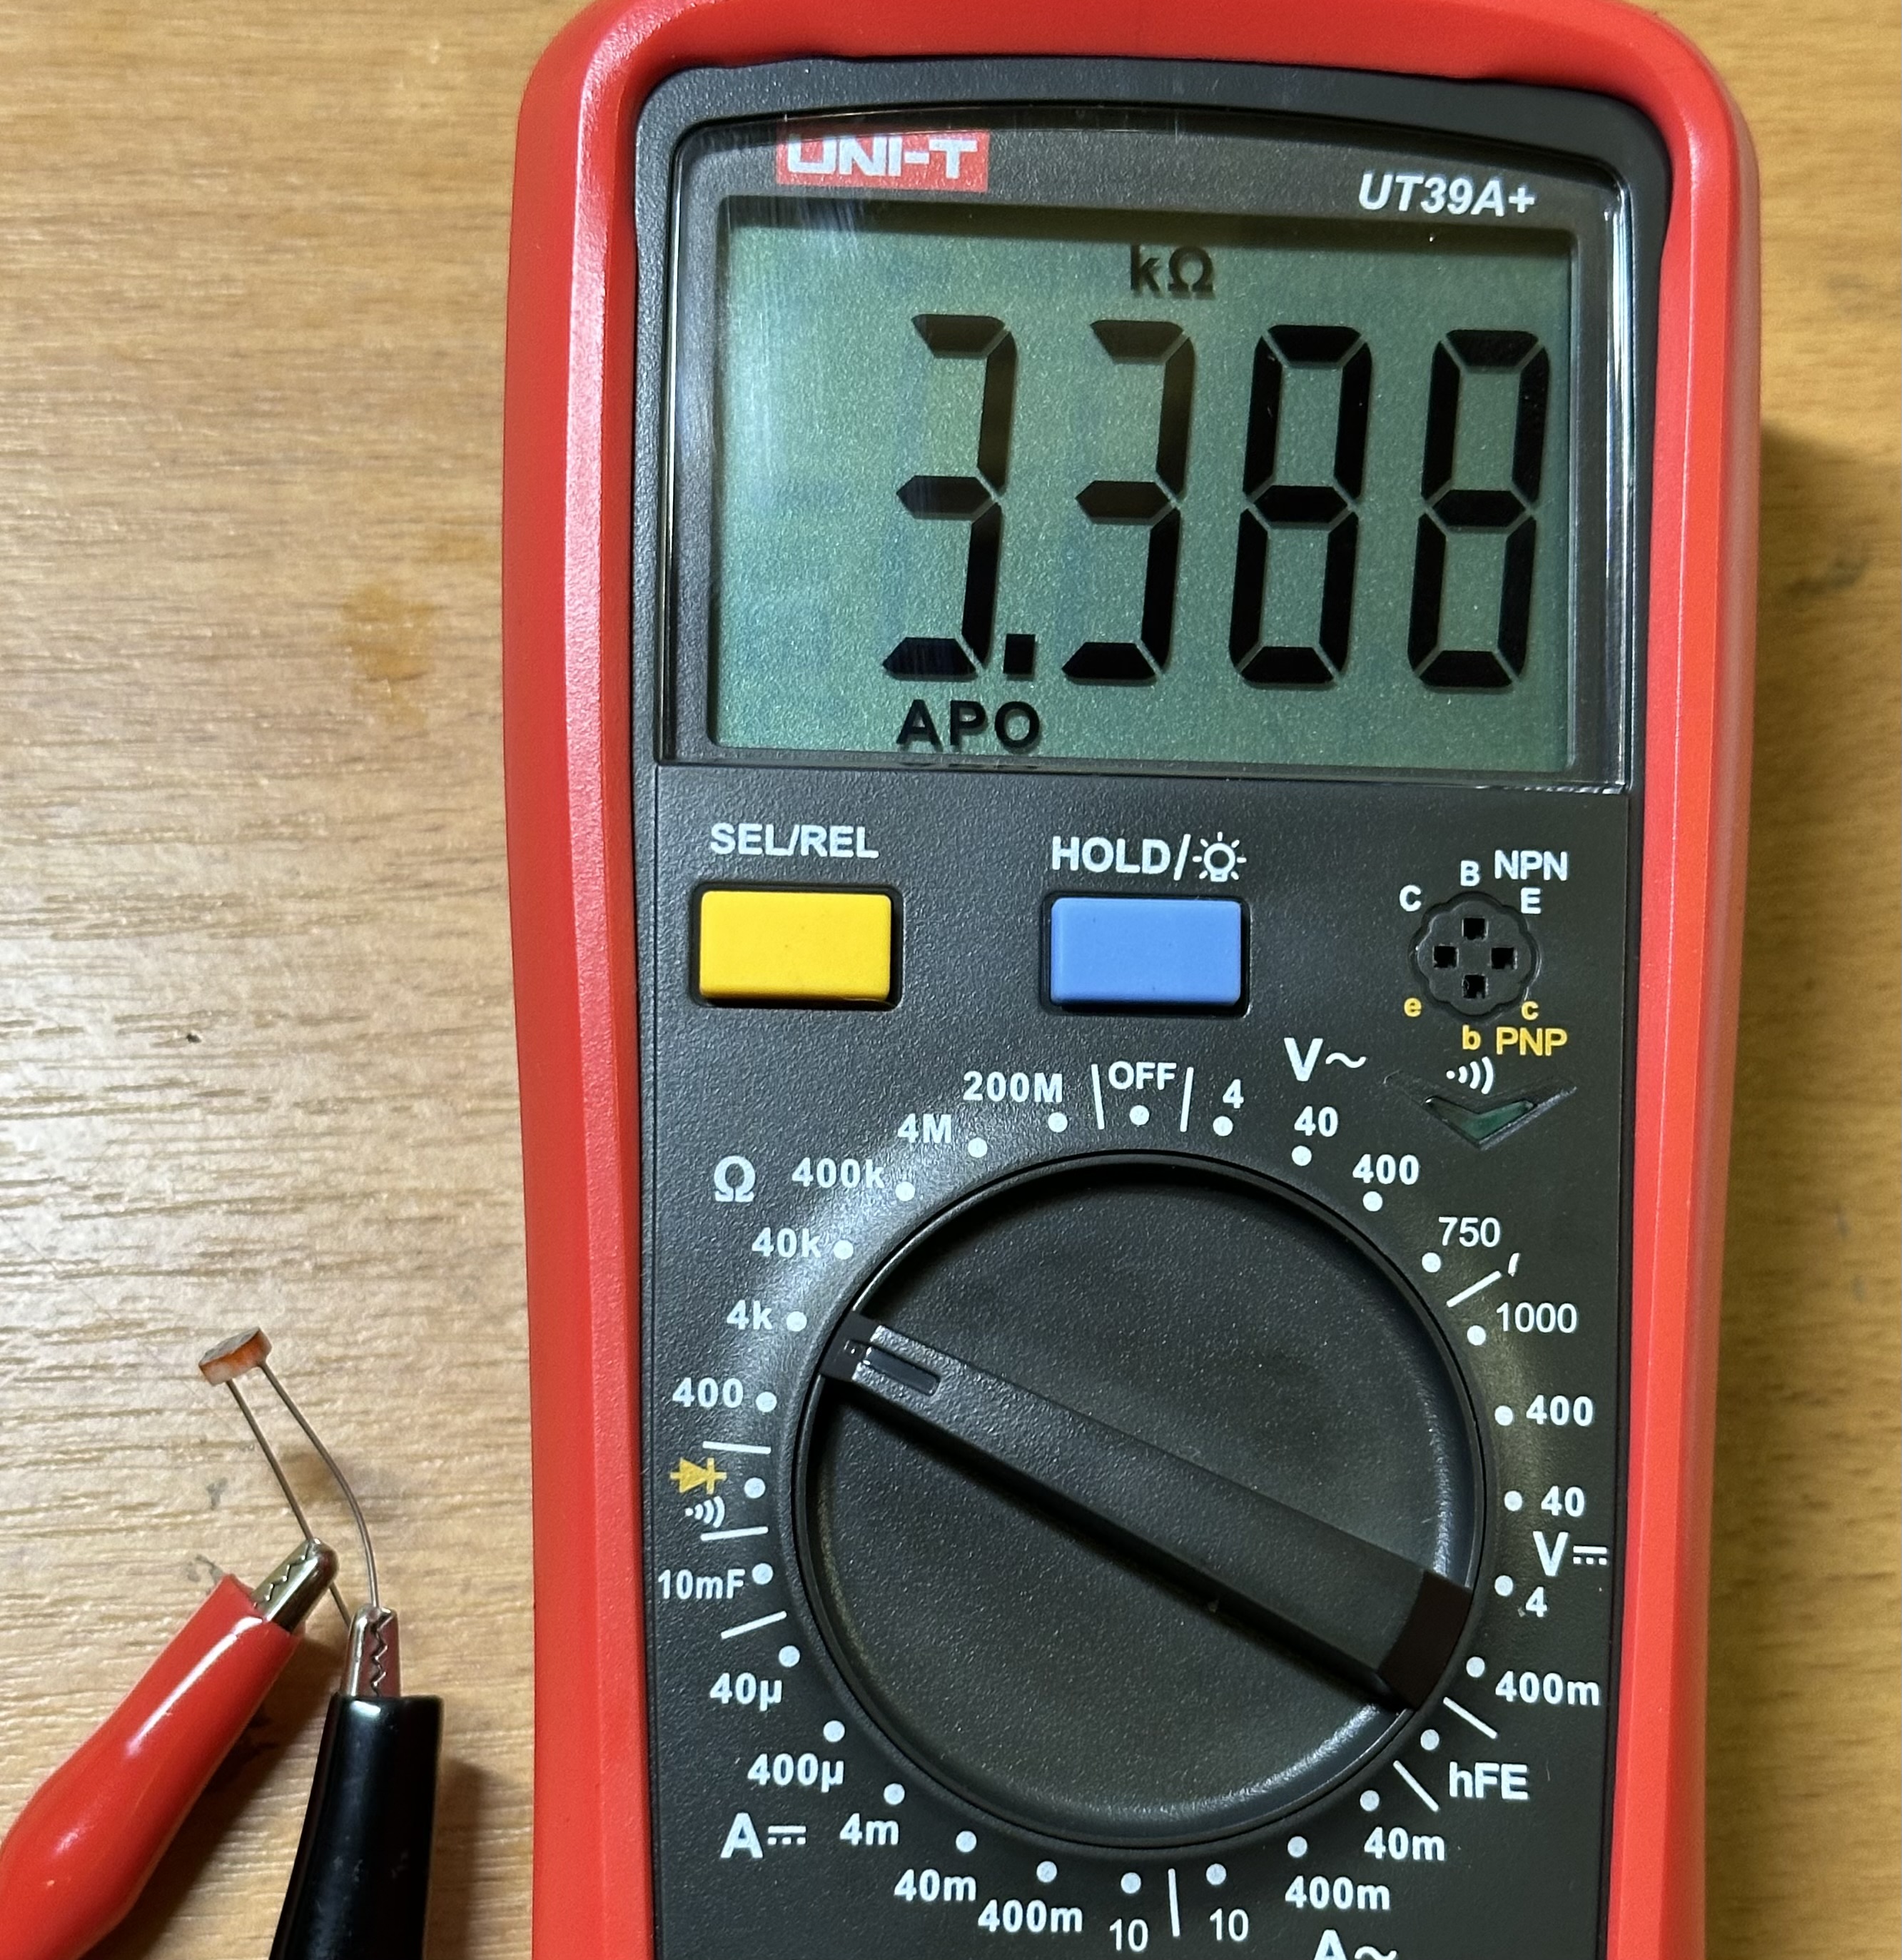 UNI-T
UT39A+
kΩ
3.388
APO
SEL/REL
HOLD/
B NPN
C E
e c
b PNP
V~
200M OFF 4
4M 40
Ω 400k 400
40k 750
4k 1000
400 400
40
V⎓
10mF 4
40μ 400m
400μ hFE
A⎓ 4m 40m
40m 400m
400m 10 10
A~